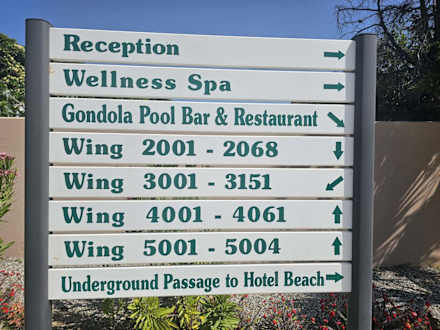 Reception →
Wellness Spa →
Gondola Pool Bar & Restaurant ↘
Wing 2001 - 2068 ↓
Wing 3001 - 3151 ↙
Wing 4001 - 4061 ↑
Wing 5001 - 5004 ↑
Underground Passage to Hotel Beach →